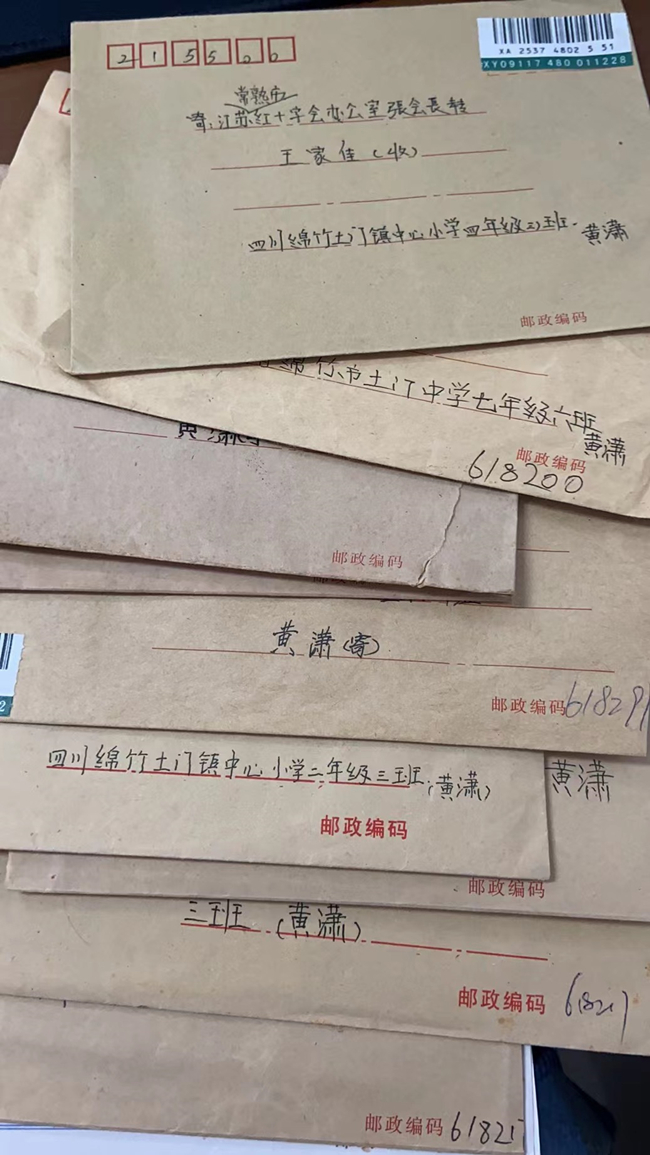 215500
XA 2537 4802 5 51
XY09117 480 011228
常熟市
寄:江苏红十字会办公室張会長转
王家佳(收)
四川绵竹土门镇中心小学四年级三班.
黄潇
邮政编码
绵竹市土门中学七年级六班
黄潇
邮政编码
618200
黄潇
邮政编码
黄潇(寄)
邮政编码
四川绵竹土门镇中心小学二年级三班(黄潇)
邮政编码
黄潇
邮政编码
三班 (黄潇)
邮政编码
邮政编码